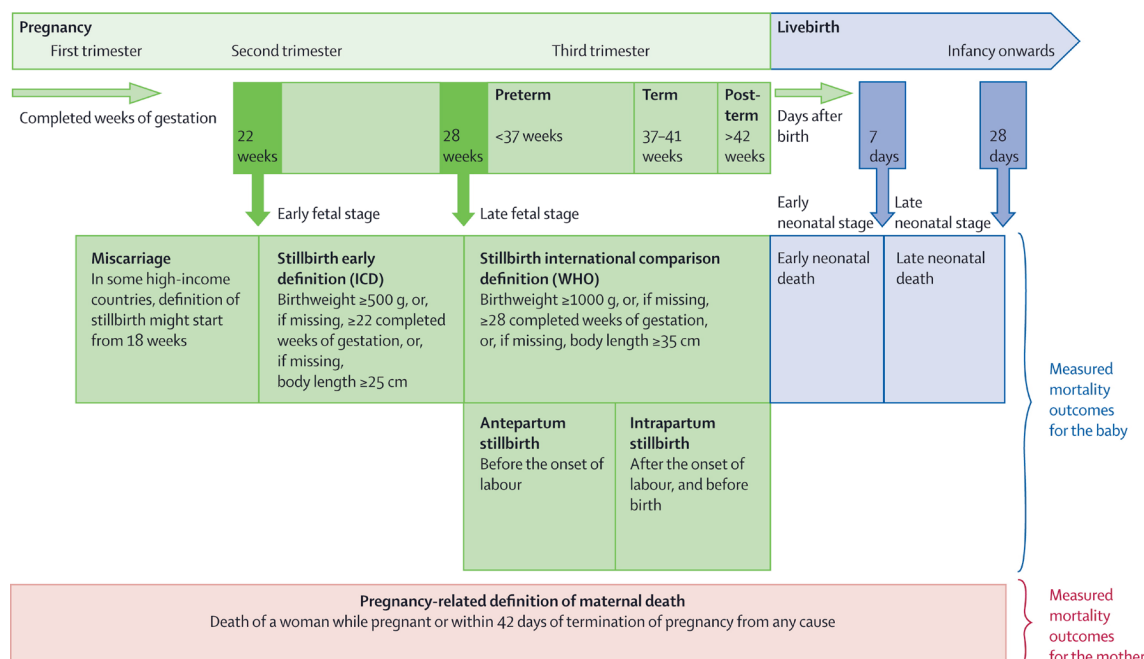 Pregnancy
First trimester
Second trimester
Third trimester
Livebirth
Infancy onwards
Completed weeks of gestation
22
weeks
28
weeks
Preterm
<37 weeks
Term
37–41
weeks
Post-
term
>42
weeks
Days after
birth
7
days
28
days
Early fetal stage
Late fetal stage
Early
neonatal stage
Late
neonatal stage
Miscarriage
In some high-income
countries, definition of
stillbirth might start
from 18 weeks
Stillbirth early
definition (ICD)
Birthweight ≥500 g, or,
if missing, ≥22 completed
weeks of gestation, or,
if missing,
body length ≥25 cm
Stillbirth international comparison
definition (WHO)
Birthweight ≥1000 g, or, if missing,
≥28 completed weeks of gestation,
or, if missing, body length ≥35 cm
Early neonatal
death
Late neonatal
death
Measured
mortality
outcomes
for the baby
Antepartum
stillbirth
Before the onset of
labour
Intrapartum
stillbirth
After the onset of
labour, and before
birth
Pregnancy-related definition of maternal death
Death of a woman while pregnant or within 42 days of termination of pregnancy from any cause
Measured
mortality
outcomes
for the mother